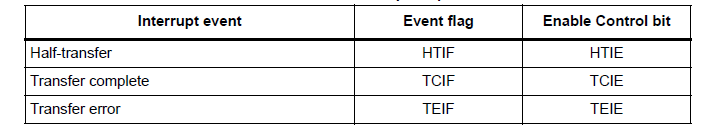 Interrupt event Event flag Enable Control bit
Half-transfer HTIF HTIE
Transfer complete TCIF TCIE
Transfer error TEIF TEIE